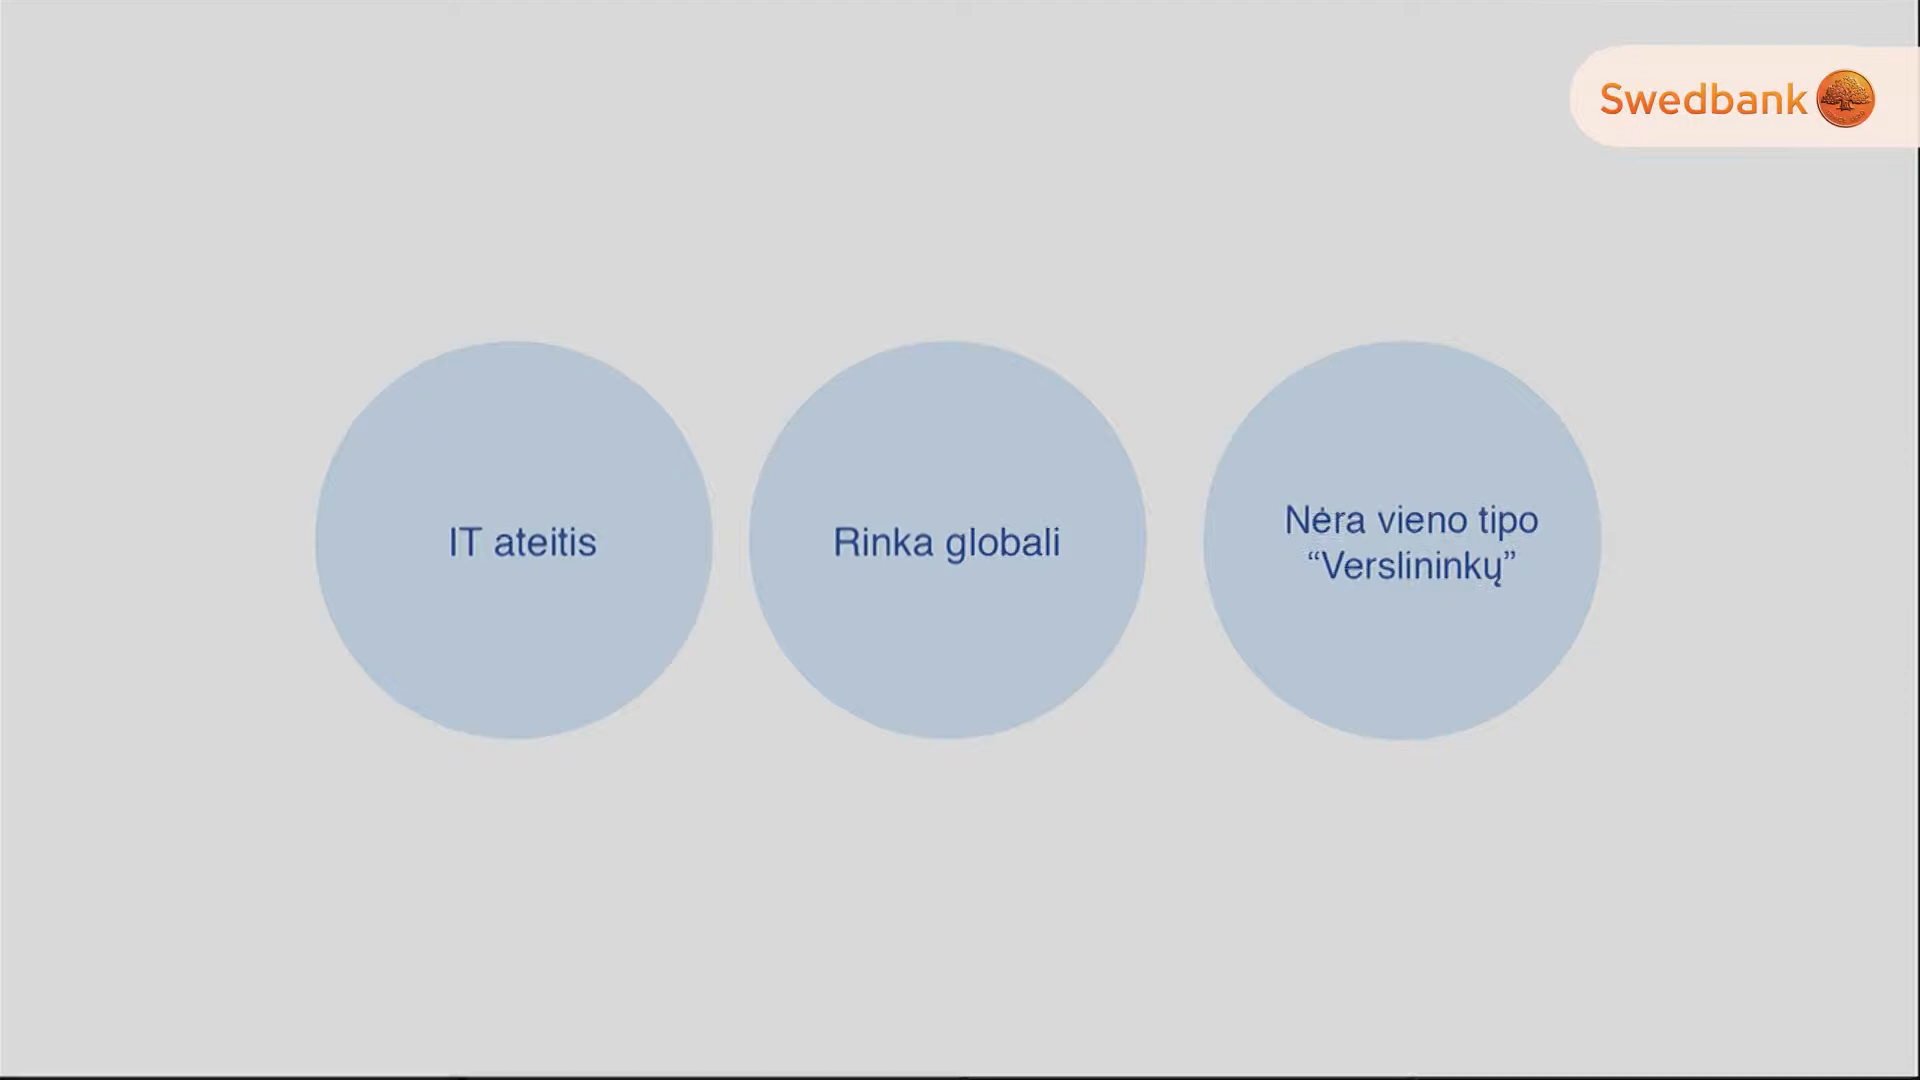 Swedbank
IT ateitis
Rinka globali
Nėra vieno tipo
“Verslininkų”